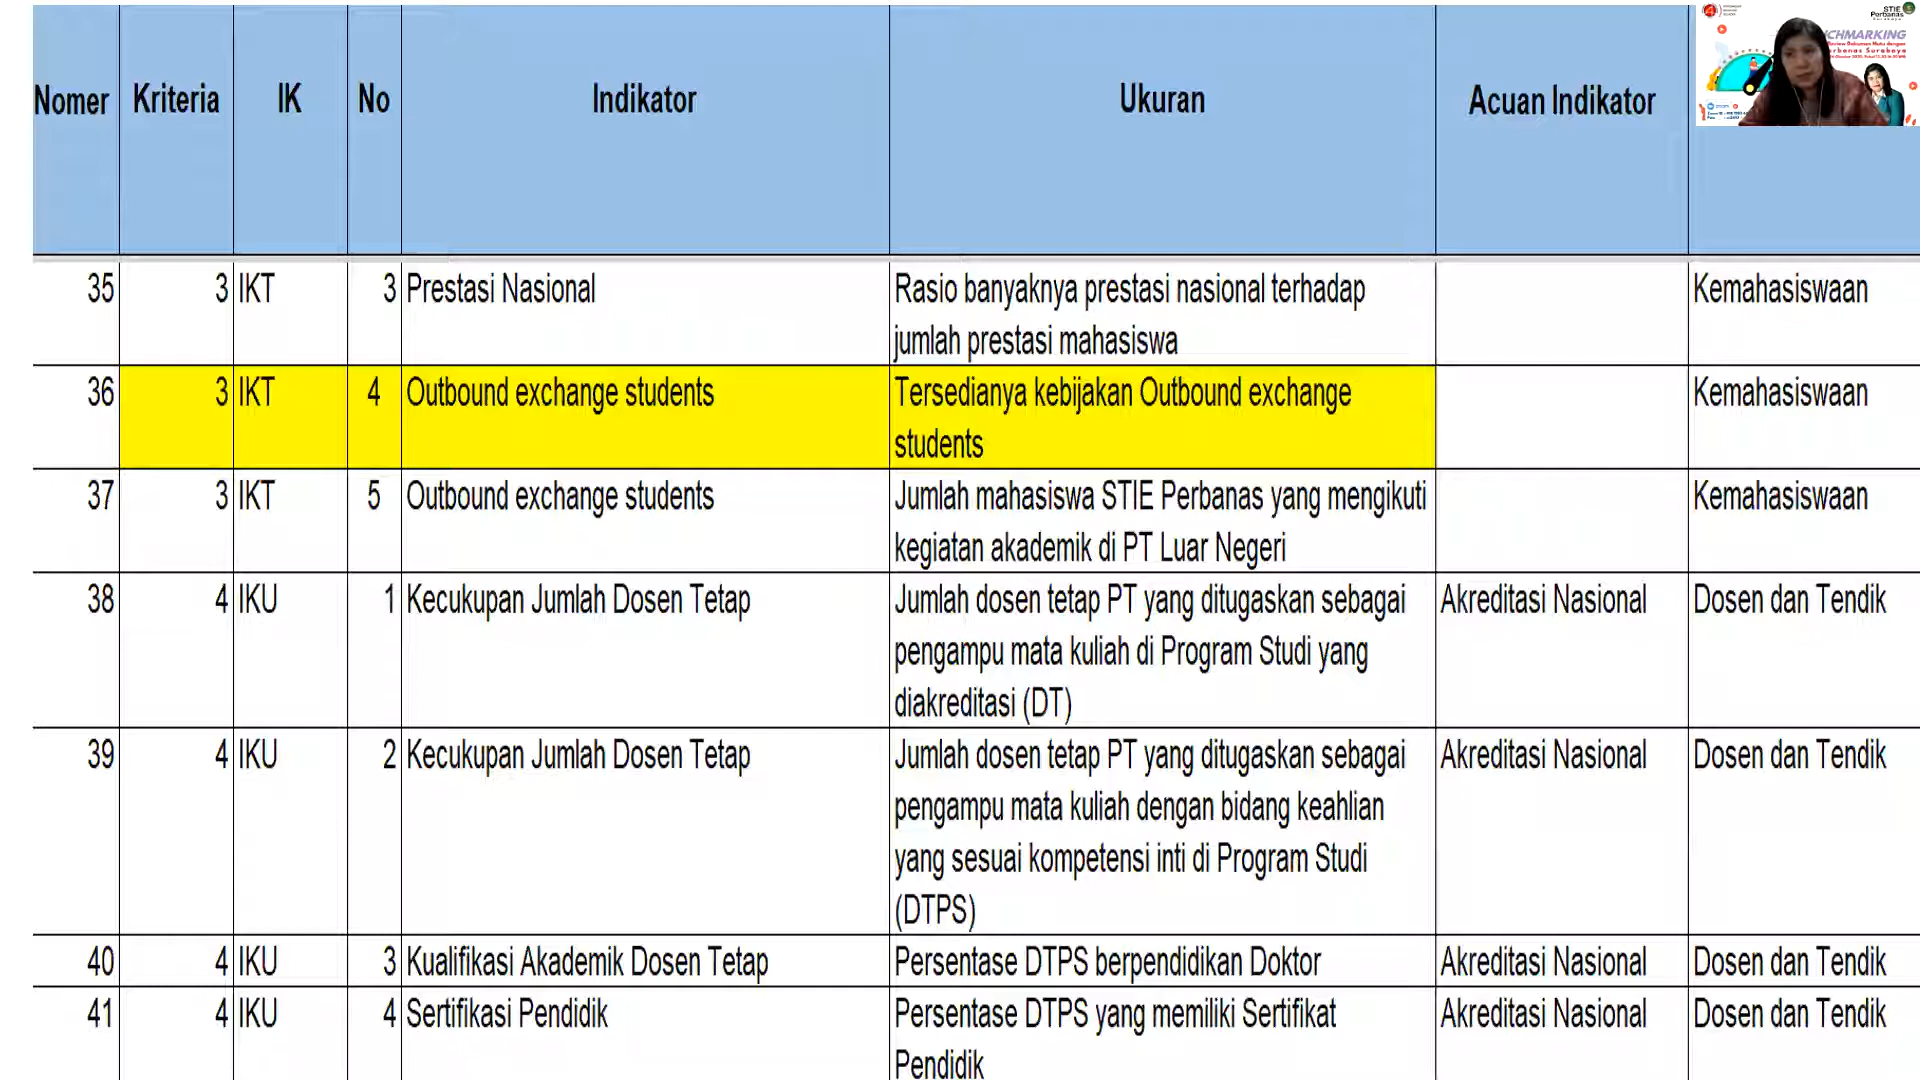 Nomer Kriteria IK No Indikator Ukuran Acuan Indikator
STIE
Perbanas
CHMARKING
35 3 IKT 3 Prestasi Nasional Rasio banyaknya prestasi nasional terhadap Kemahasiswaan
jumlah prestasi mahasiswa
36 3 IKT 4 Outbound exchange students Tersedianya kebijakan Outbound exchange Kemahasiswaan
students
37 3 IKT 5 Outbound exchange students Jumlah mahasiswa STIE Perbanas yang mengikuti Kemahasiswaan
kegiatan akademik di PT Luar Negeri
38 4 IKU 1 Kecukupan Jumlah Dosen Tetap Jumlah dosen tetap PT yang ditugaskan sebagai Akreditasi Nasional Dosen dan Tendik
pengampu mata kuliah di Program Studi yang
diakreditasi (DT)
39 4 IKU 2 Kecukupan Jumlah Dosen Tetap Jumlah dosen tetap PT yang ditugaskan sebagai Akreditasi Nasional Dosen dan Tendik
pengampu mata kuliah dengan bidang keahlian
yang sesuai kompetensi inti di Program Studi
(DTPS)
40 4 IKU 3 Kualifikasi Akademik Dosen Tetap Persentase DTPS berpendidikan Doktor Akreditasi Nasional Dosen dan Tendik
41 4 IKU 4 Sertifikasi Pendidik Persentase DTPS yang memiliki Sertifikat Akreditasi Nasional Dosen dan Tendik
Pendidik